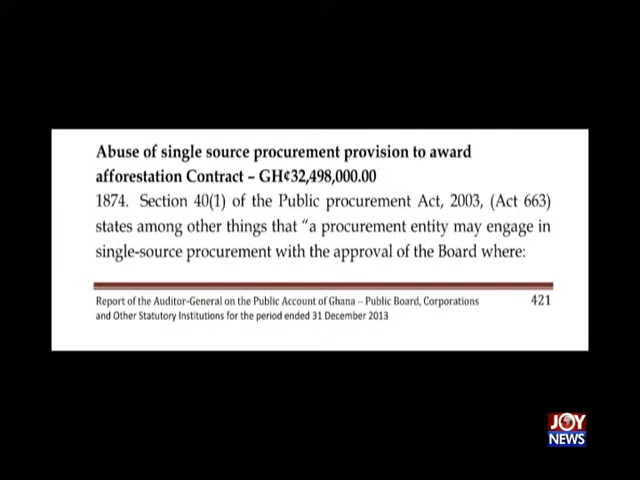 Abuse of single source procurement provision to award
afforestation Contract – GH¢32,498,000.00
1874. Section 40(1) of the Public procurement Act, 2003, (Act 663)
states among other things that “a procurement entity may engage in
single-source procurement with the approval of the Board where:
Report of the Auditor-General on the Public Account of Ghana – Public Board, Corporations
and Other Statutory Institutions for the period ended 31 December 2013
421
JOY
NEWS